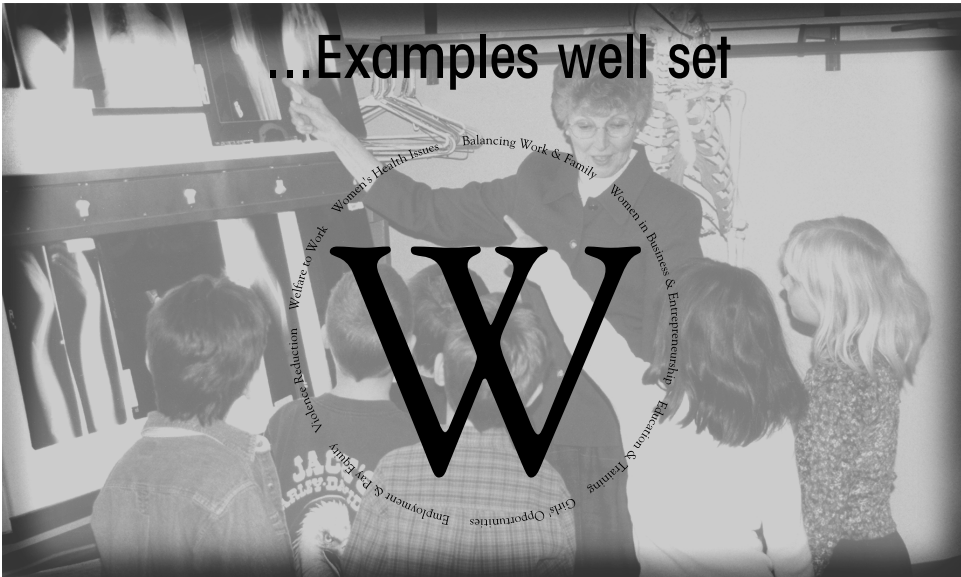 ...Examples well set
Balancing Work & Family
Women in Business & Entrepreneurship
Education & Training
Girls' Opportunities
Employment & Pay Equity
Violence Reduction
Welfare to Work
Women's Health Issues
W